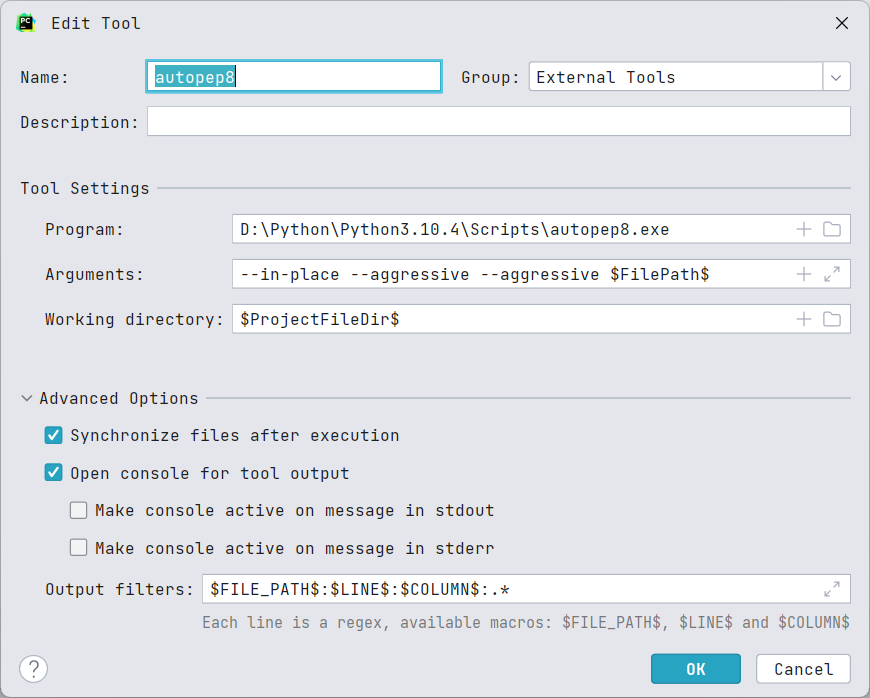 PC Edit Tool
Name: autopep8 Group: External Tools
Description:
Tool Settings
Program: D:\Python\Python3.10.4\Scripts\autopep8.exe
Arguments: --in-place --aggressive --aggressive $FilePath$
Working directory: $ProjectFileDir$
Advanced Options
Synchronize files after execution
Open console for tool output
Make console active on message in stdout
Make console active on message in stderr
Output filters: $FILE_PATH$:$LINE$:$COLUMN$:.*
Each line is a regex, available macros: $FILE_PATH$, $LINE$ and $COLUMN$
? OK Cancel